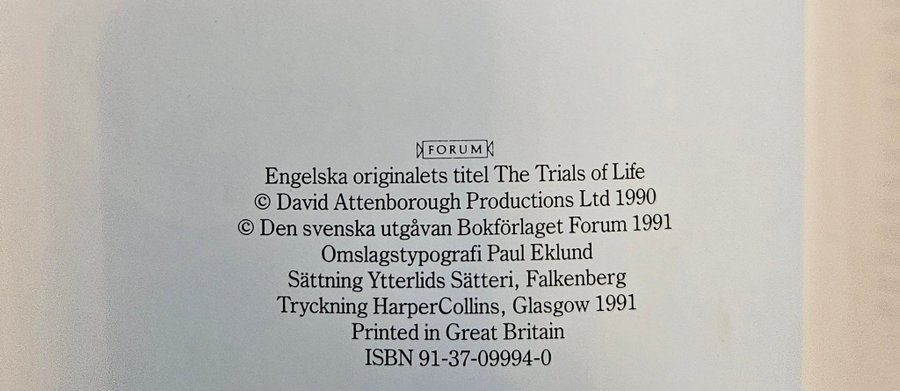 FORUM
Engelska originalets titel The Trials of Life
© David Attenborough Productions Ltd 1990
© Den svenska utgåvan Bokförlaget Forum 1991
Omslagstypografi Paul Eklund
Sättning Ytterlids Sätteri, Falkenberg
Tryckning HarperCollins, Glasgow 1991
Printed in Great Britain
ISBN 91-37-09994-0